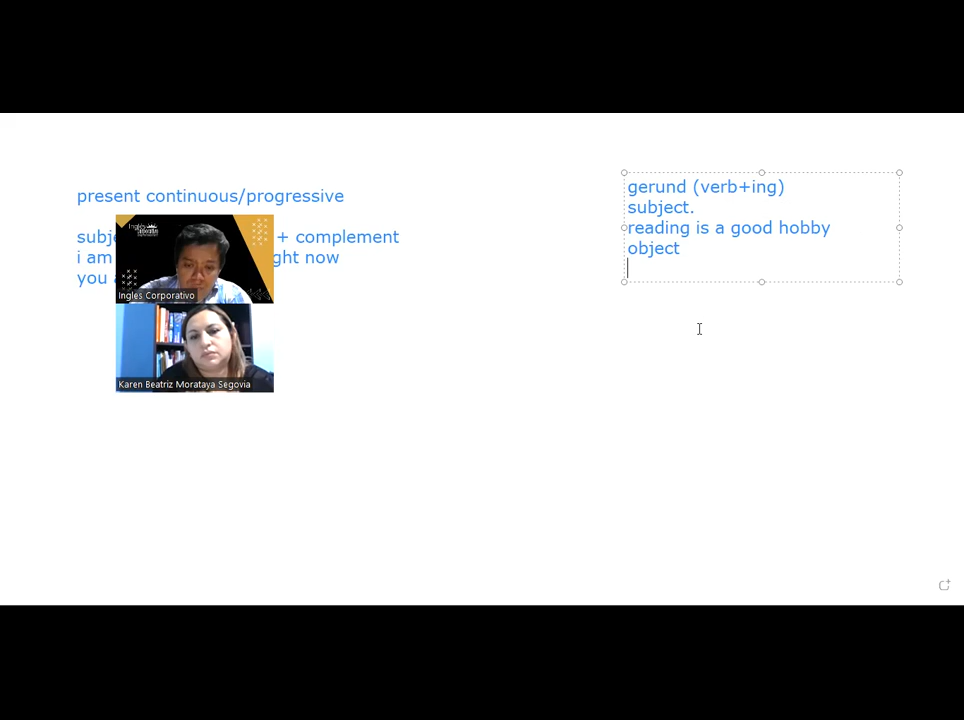 present continuous/progressive
+ complement
i am ght now
you
Ingles Corporativo
Karen Beatriz Morataya Segovia
gerund (verb+ing)
subject.
reading is a good hobby
object